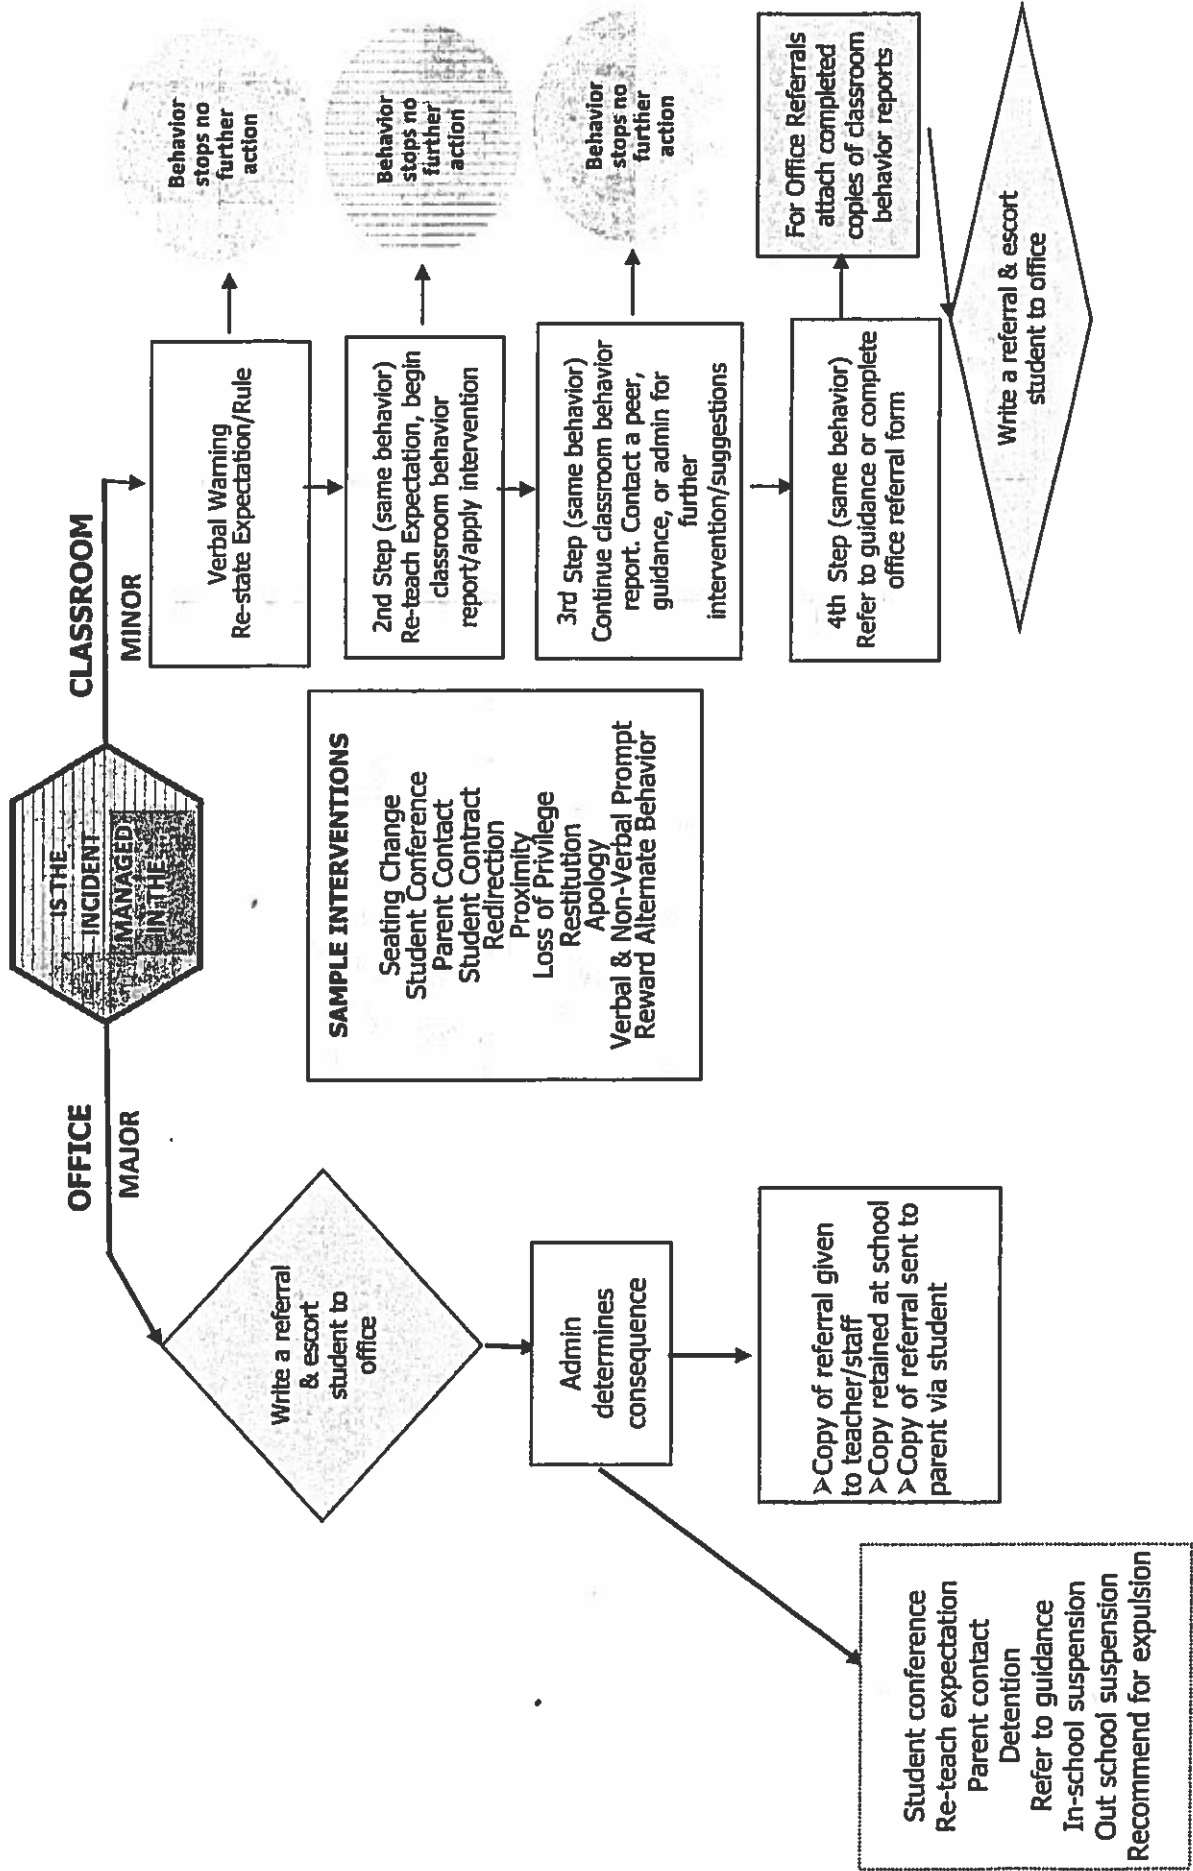 IS THE
INCIDENT
MANAGED
IN THE
OFFICE
MAJOR
Write a referral
& escort
student to
office
Admin
determines
consequence
➢Copy of referral given
to teacher/staff
➢Copy retained at school
➢Copy of referral sent to
parent via student
Student conference
Re-teach expectation
Parent contact
Detention
Refer to guidance
In-school suspension
Out school suspension
Recommend for expulsion
SAMPLE INTERVENTIONS
Seating Change
Student Conference
Parent Contact
Student Contract
Redirection
Proximity
Loss of Privilege
Restitution
Apology
Verbal & Non-Verbal Prompt
Reward Alternate Behavior
CLASSROOM
MINOR
Verbal Warning
Re-state Expectation/Rule
Behavior
stops no
further
action
2nd Step (same behavior)
Re-teach Expectation, begin
classroom behavior
report/apply intervention
Behavior
stops no
further
action
3rd Step (same behavior)
Continue classroom behavior
report. Contact a peer,
guidance, or admin for
further
intervention/suggestions
Behavior
stops no
further
action
4th Step (same behavior)
Refer to guidance or complete
office referral form
For Office Referrals
attach completed
copies of classroom
behavior reports
Write a referral & escort
student to office